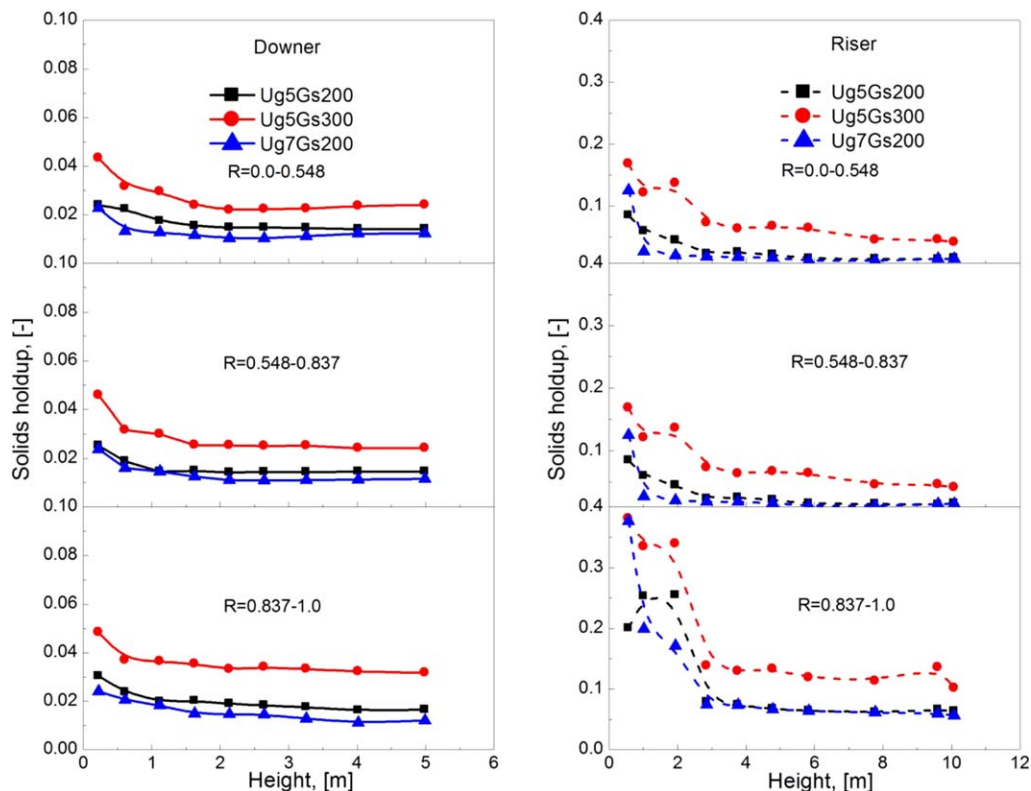 0.10
0.08
0.06
0.04
0.02
0.10
0.08
0.06
0.04
0.02
0.10
0.08
0.06
0.04
0.02
0.00
Solids holdup, [-]
Downer
Ug5Gs200
Ug5Gs300
Ug7Gs200
R=0.0-0.548
R=0.548-0.837
R=0.837-1.0
0 1 2 3 4 5 6
Height, [m]
0.4
0.3
0.2
0.1
0.4
0.3
0.2
0.1
0.4
0.3
0.2
0.1
0.0
Solids holdup, [-]
Riser
Ug5Gs200
Ug5Gs300
Ug7Gs200
R=0.0-0.548
R=0.548-0.837
R=0.837-1.0
0 2 4 6 8 10 12
Height, [m]